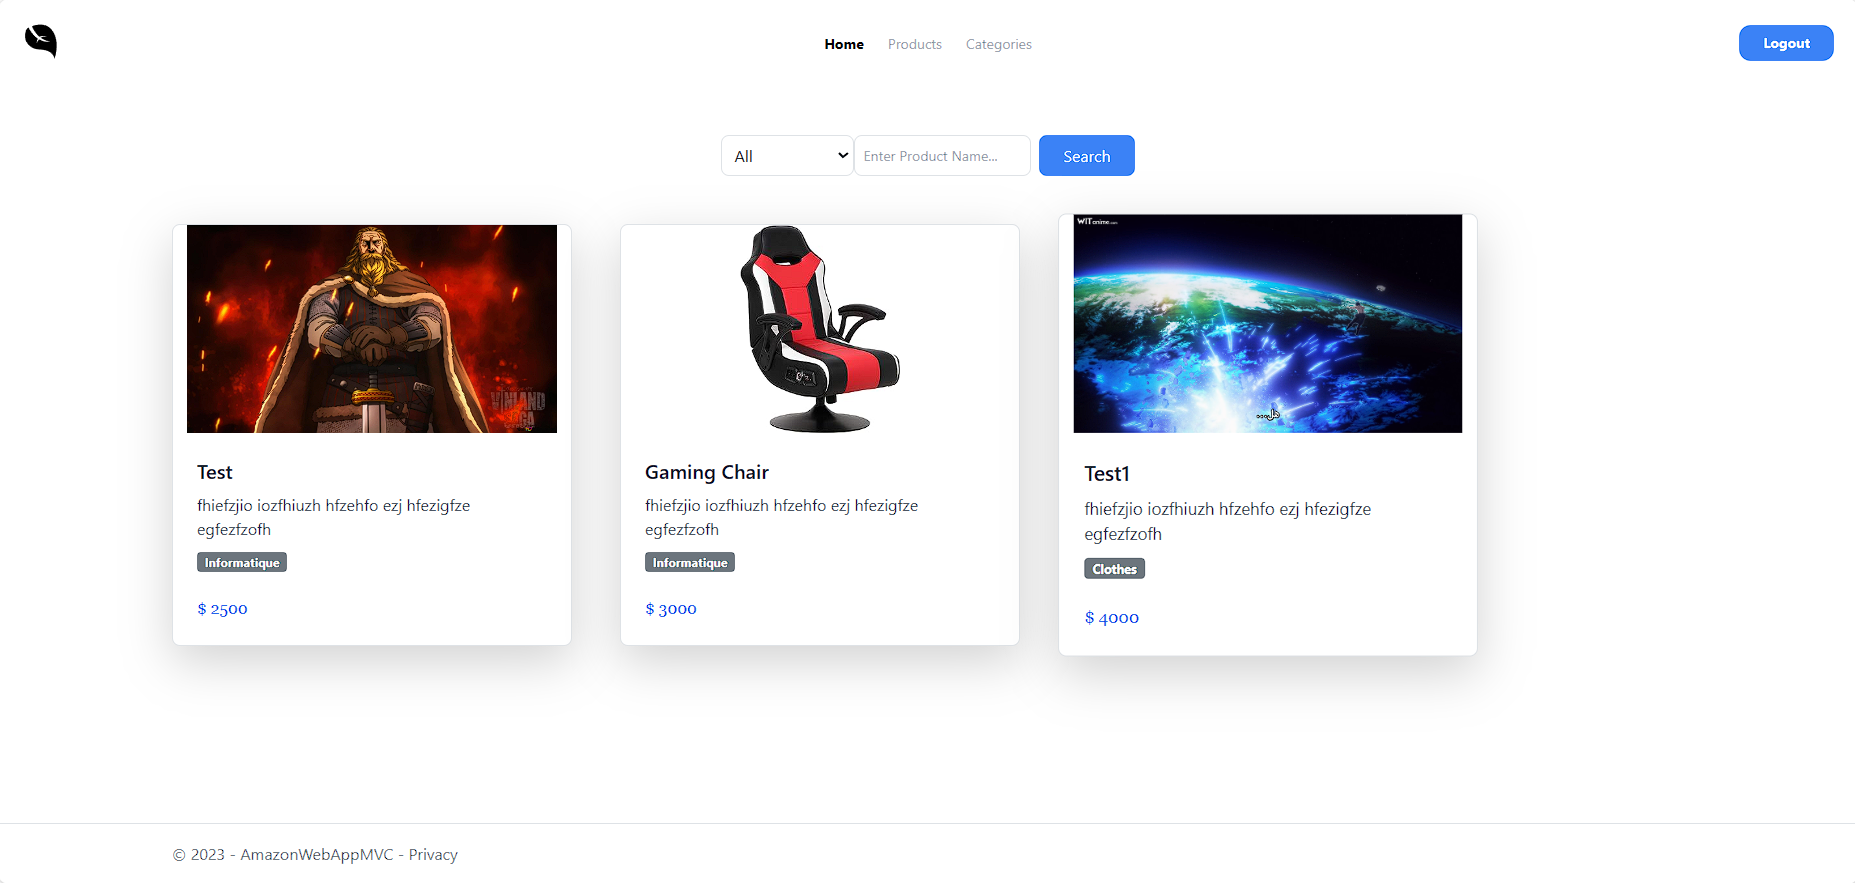 Home Products Categories Logout
All Enter Product Name... Search
VINLAND
SAGA
WITanime.com
هل...
Test
fhiefzjio iozfhiuzh hfzehfo ezj hfezigfze
egfezfzofh
Informatique
$ 2500
Gaming Chair
fhiefzjio iozfhiuzh hfzehfo ezj hfezigfze
egfezfzofh
Informatique
$ 3000
Test1
fhiefzjio iozfhiuzh hfzehfo ezj hfezigfze
egfezfzofh
Clothes
$ 4000
© 2023 - AmazonWebAppMVC - Privacy